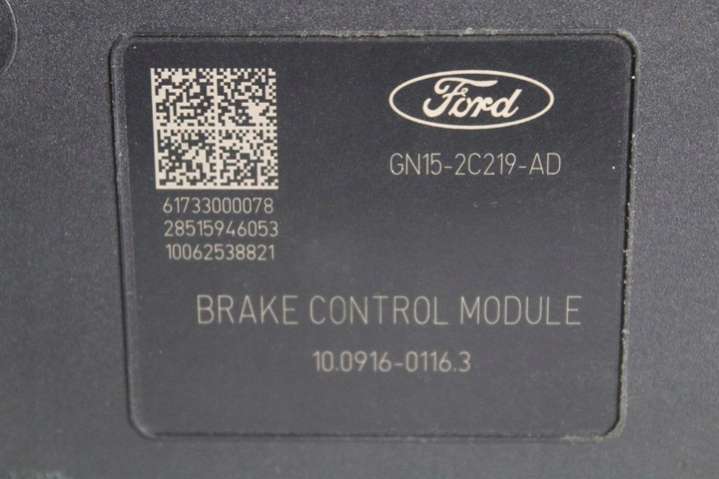 Ford
GN15-2C219-AD
61733000078
28515946053
10062538821
BRAKE CONTROL MODULE
10.0916-0116.3